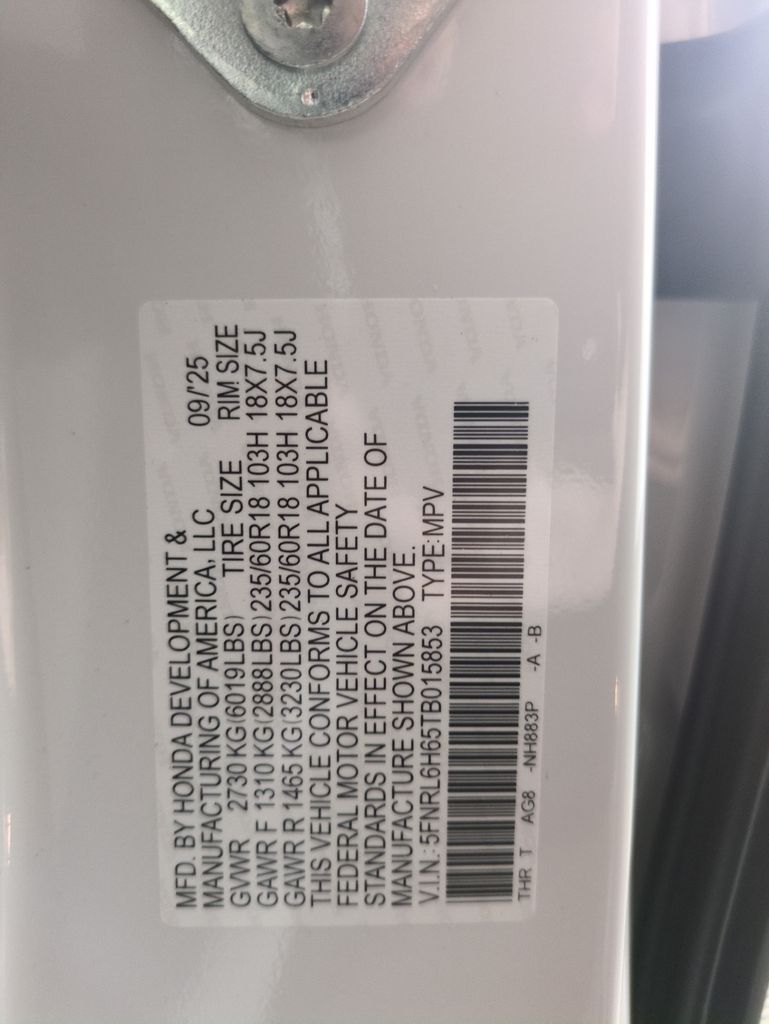 MFD. BY HONDA DEVELOPMENT &
MANUFACTURING OF AMERICA, LLC 09/'25
GVWR 2730 KG(6019LBS) TIRE SIZE RIM SIZE
GAWR F 1310 KG(2888LBS) 235/60R18 103H 18X7.5J
GAWR R 1465 KG(3230LBS) 235/60R18 103H 18X7.5J
THIS VEHICLE CONFORMS TO ALL APPLICABLE
FEDERAL MOTOR VEHICLE SAFETY
STANDARDS IN EFFECT ON THE DATE OF
MANUFACTURE SHOWN ABOVE.
V.I.N.: 5FNRL6H65TB015853 TYPE: MPV
THR T AG8 -NH883P -A -B